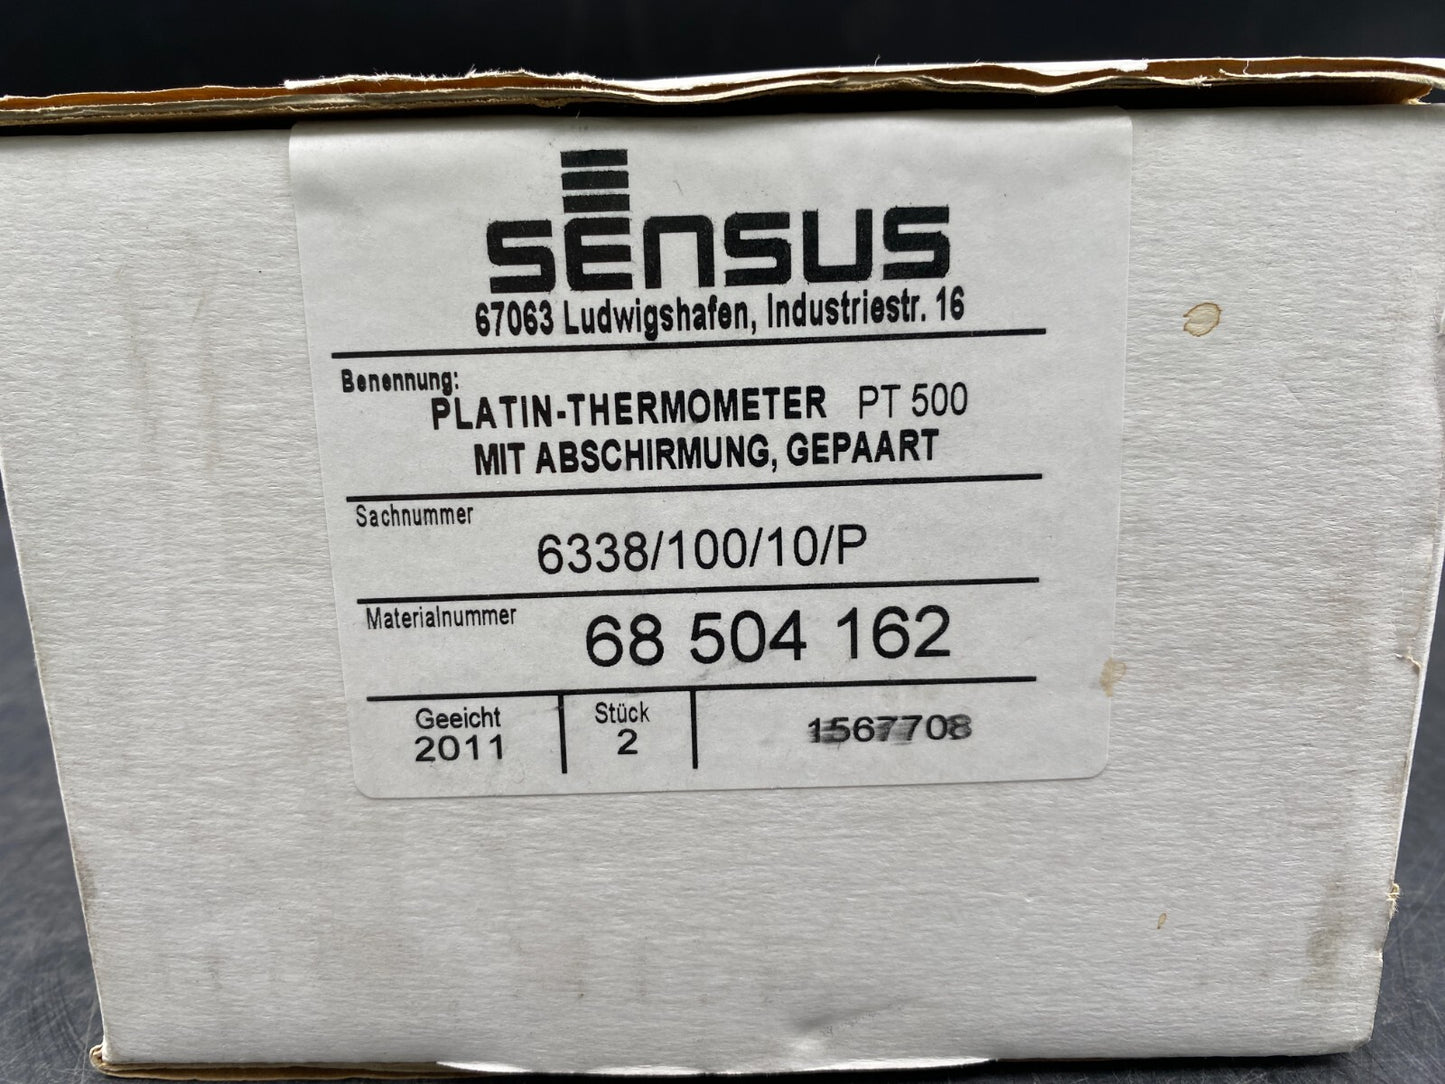 SENSUS
67063 Ludwigshafen, Industriestr. 16
Benennung:
PLATIN-THERMOMETER PT 500
MIT ABSCHIRMUNG, GEPAART
Sachnummer
6338/100/10/P
Materialnummer
68 504 162
Geeicht
2011
Stück
2
1567708